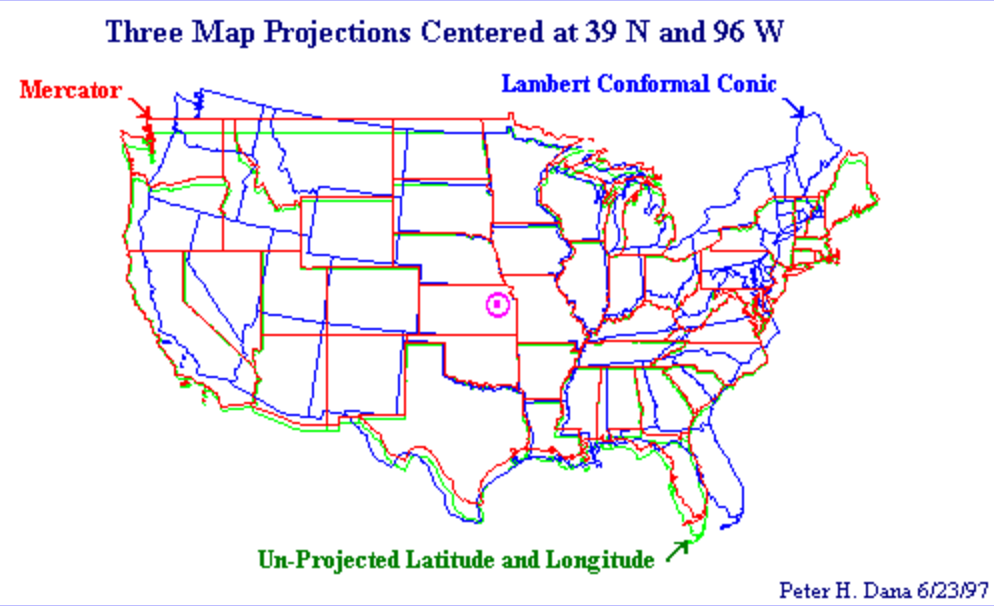 Three Map Projections Centered at 39 N and 96 W
Mercator
Lambert Conformal Conic
Un-Projected Latitude and Longitude
Peter H. Dana 6/23/97